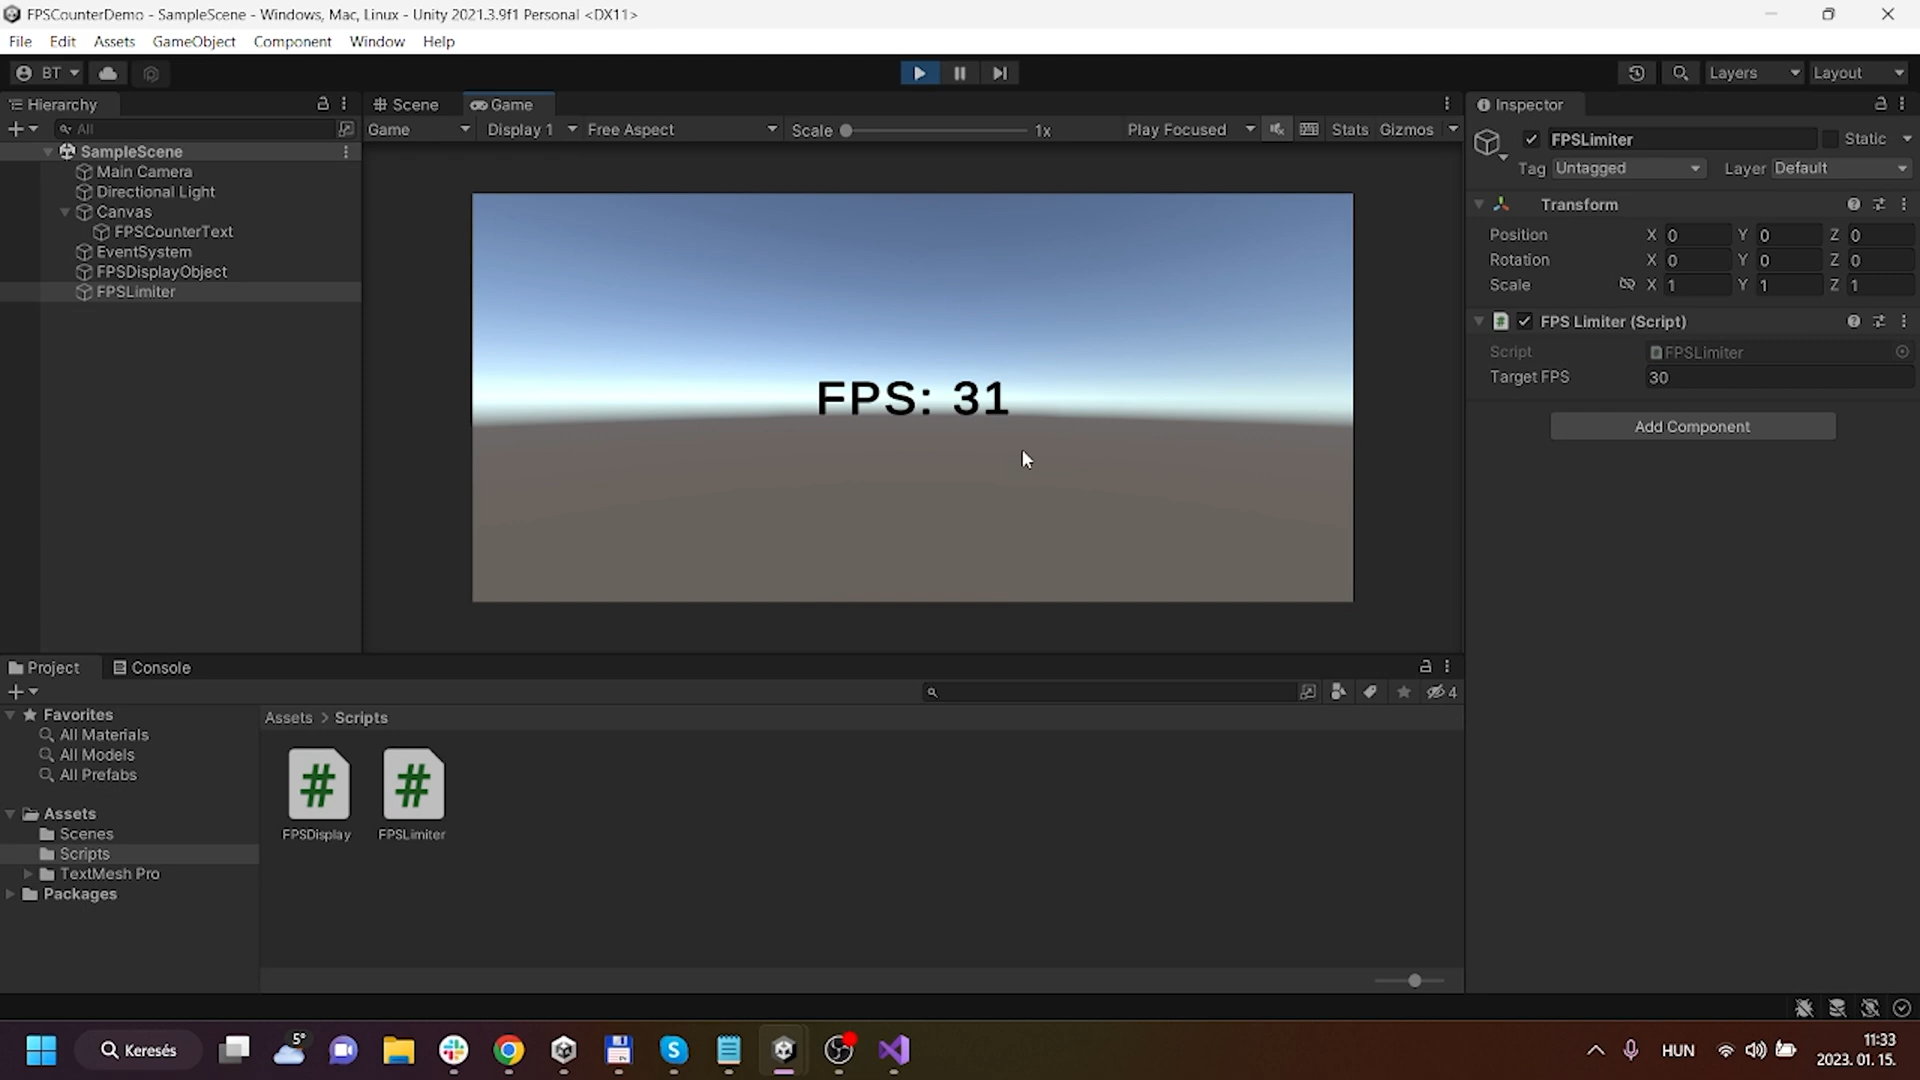 FPSCounterDemo - SampleScene - Windows, Mac, Linux - Unity 2021.3.9f1 Personal <DX11>
File Edit Assets GameObject Component Window Help
BT Layers Layout
Hierarchy Scene Game Inspector
All Game Display 1 Free Aspect Scale 1x Play Focused Stats Gizmos
FPSLimiter Static
Tag Untagged Layer Default
SampleScene
Main Camera
Directional Light
Canvas
FPSCounterText
EventSystem
FPSDisplayObject
FPSLimiter
FPS: 31
Transform
Position X 0 Y 0 Z 0
Rotation X 0 Y 0 Z 0
Scale X 1 Y 1 Z 1
FPS Limiter (Script)
Script FPSLimiter
Target FPS 30
Add Component
Project Console
4
Favorites
All Materials
All Models
All Prefabs
Assets
Scenes
Scripts
TextMesh Pro
Packages
Assets > Scripts
FPSDisplay FPSLimiter
5°
Keresés
HUN
11:33
2023. 01. 15.